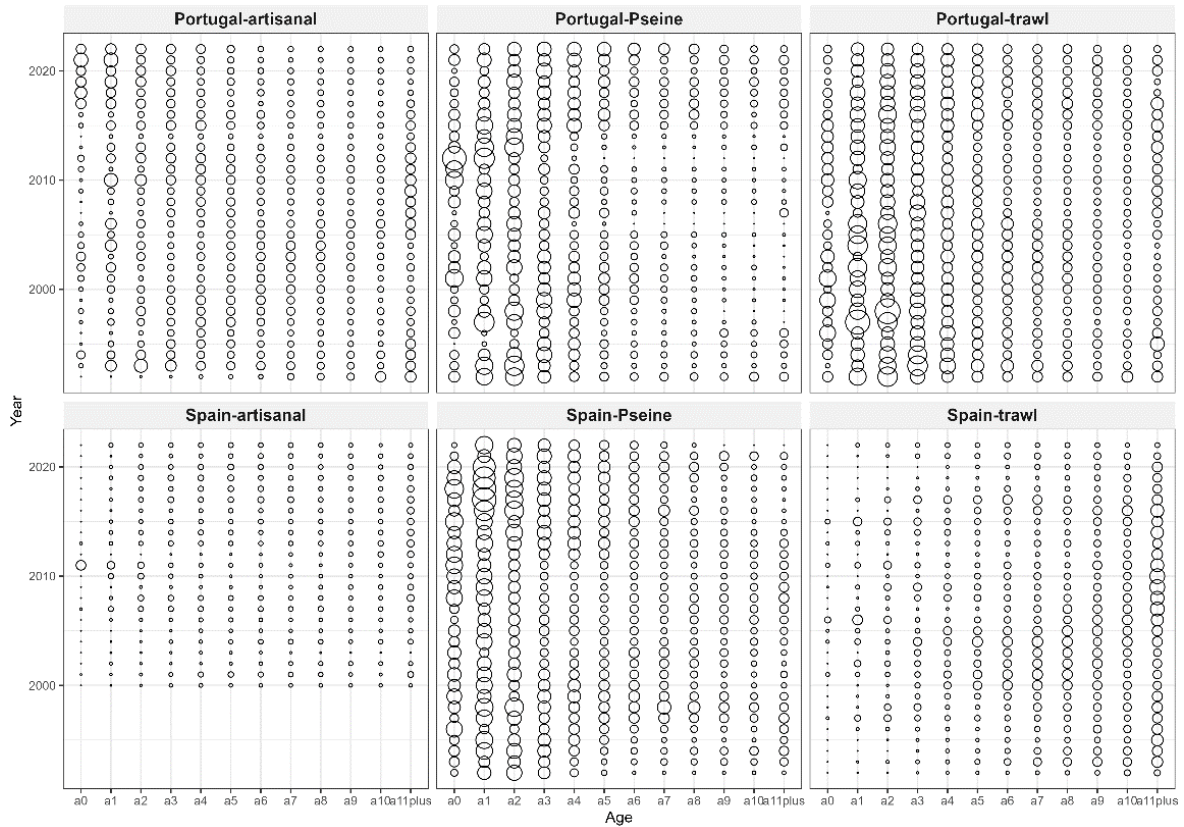 Portugal-artisanal Portugal-Pseine Portugal-trawl
2020
2010
2000
Spain-artisanal Spain-Pseine Spain-trawl
Year
2020
2010
2000
a0 a1 a2 a3 a4 a5 a6 a7 a8 a9 a10 a11plus a0 a1 a2 a3 a4 a5 a6 a7 a8 a9 a10 a11plus a0 a1 a2 a3 a4 a5 a6 a7 a8 a9 a10 a11plus
Age